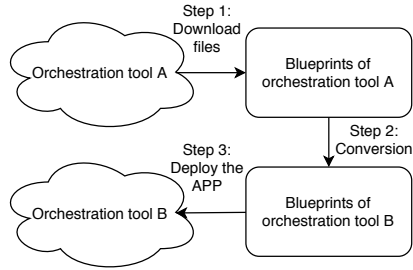 Step 1:
Download
files
Orchestration tool A
Blueprints of
orchestration tool A
Step 2:
Conversion
Step 3:
Deploy the
APP
Orchestration tool B
Blueprints of
orchestration tool B